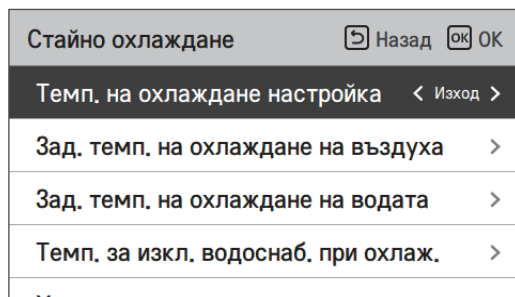 Стайно охлаждане Назад OK OK
Темп. на охлаждане настройка Изход
Зад. темп. на охлаждане на въздуха
Зад. темп. на охлаждане на водата
Темп. за изкл. водоснаб. при охлаж.